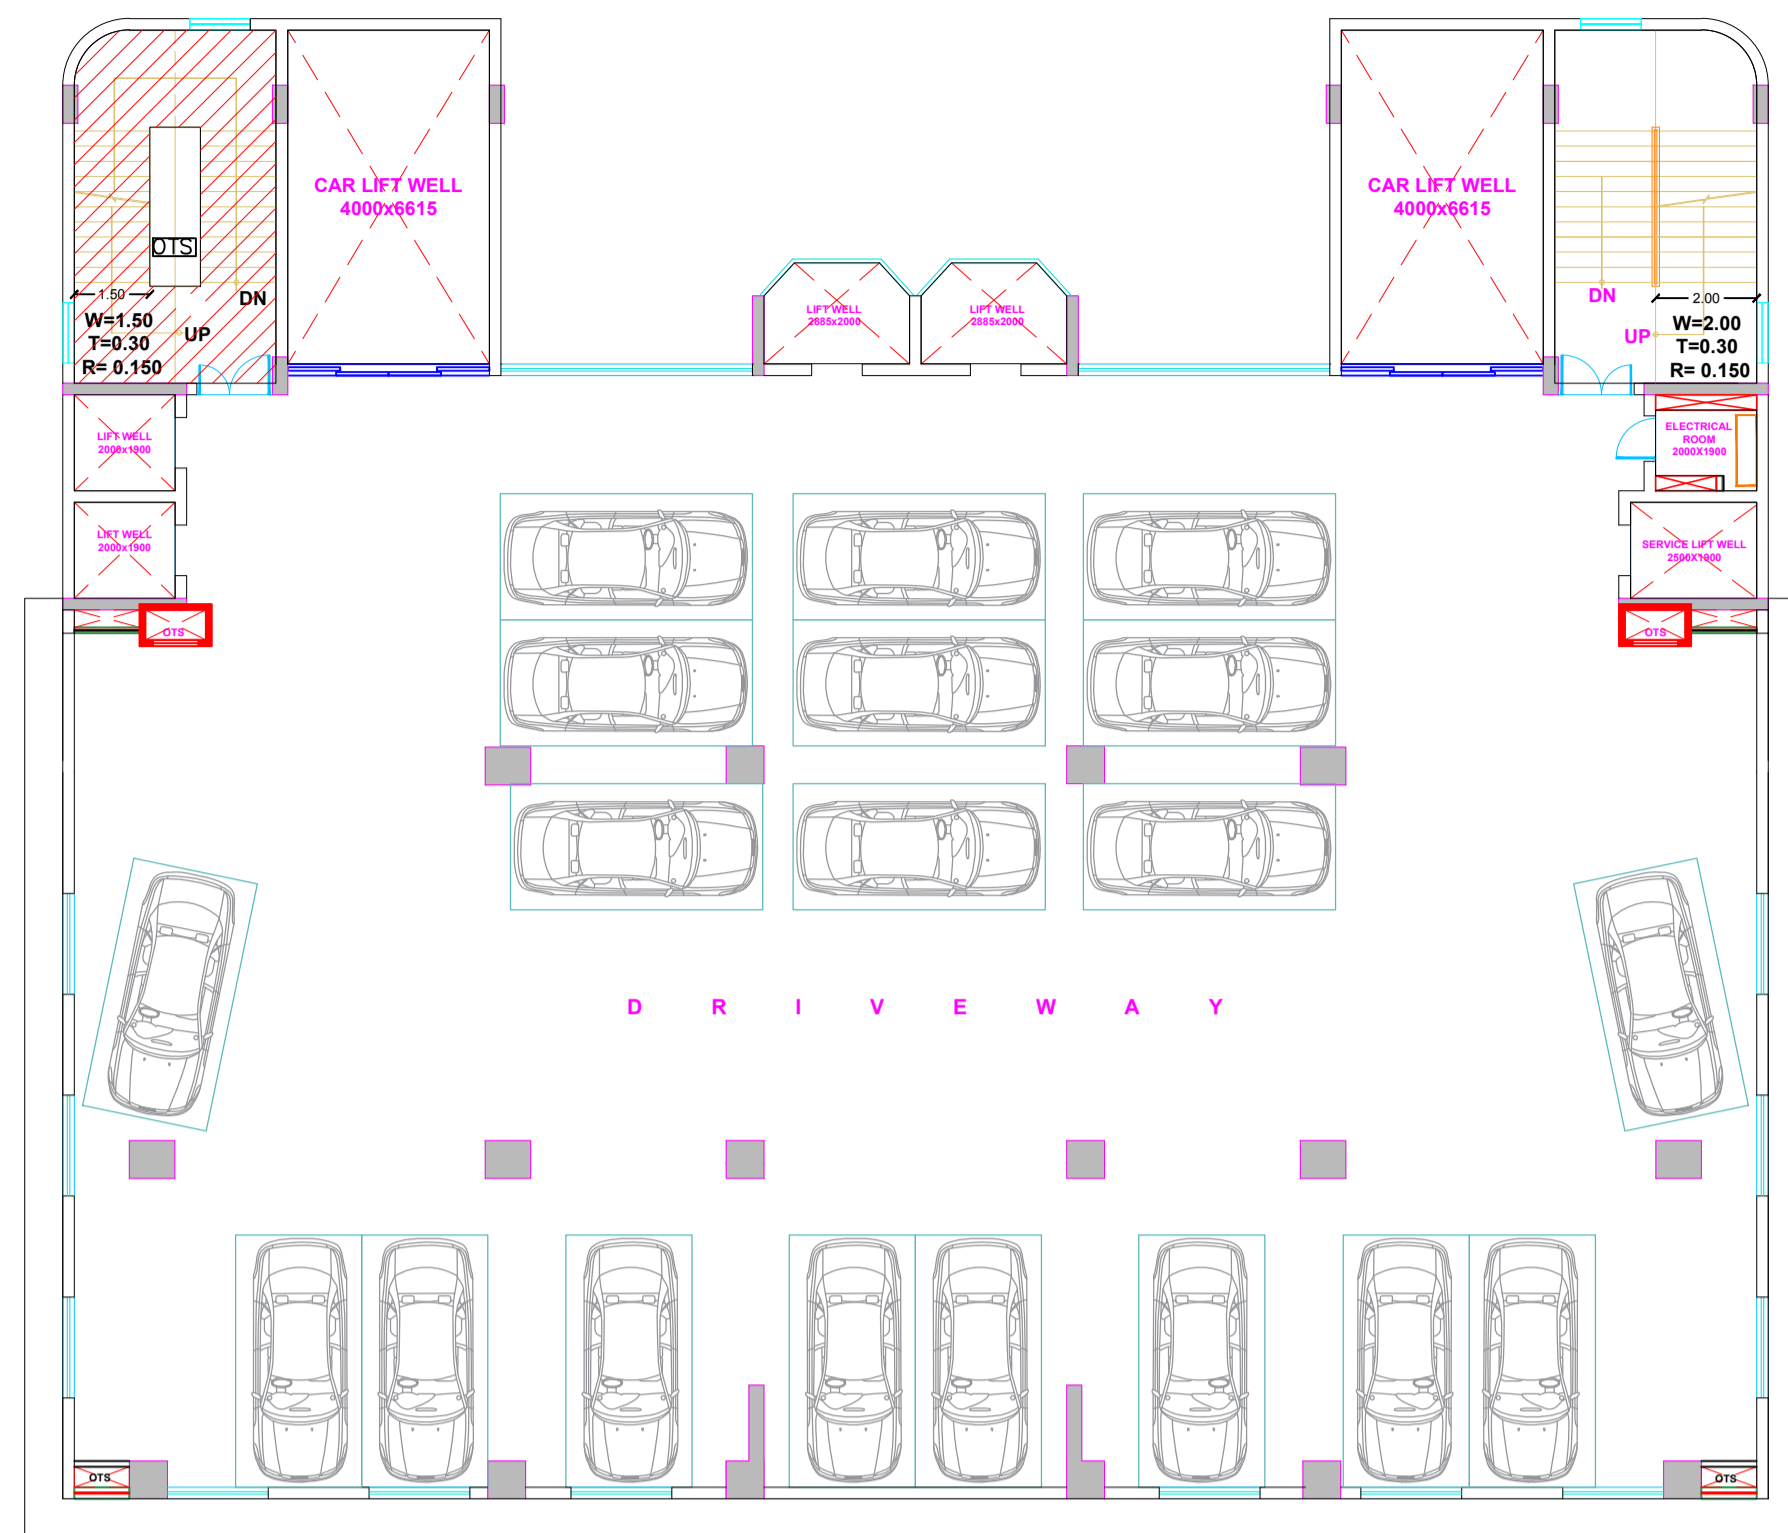 CAR LIFT WELL
4000x6615
CAR LIFT WELL
4000x6615
OTS
1.50
DN
W=1.50
UP
T=0.30
R= 0.150
LIFT WELL
2885x2000
LIFT WELL
2885x2000
DN
2.00
W=2.00
UP
T=0.30
R= 0.150
LIFT WELL
2000x1900
ELECTRICAL
ROOM
2000X1900
LIFT WELL
2000x1900
SERVICE LIFT WELL
2500X1900
OTS
OTS
D R I V E W A Y
OTS
OTS